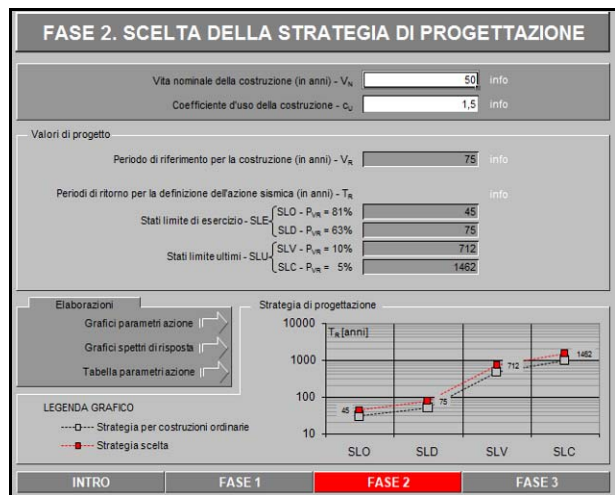 FASE 2. SCELTA DELLA STRATEGIA DI PROGETTAZIONE
Vita nominale della costruzione (in anni) - VN 50 info
Coefficiente d'uso della costruzione - cU 1,5 info
Valori di progetto
Periodo di riferimento per la costruzione (in anni) - VR 75 info
Periodi di ritorno per la definizione dell'azione sismica (in anni) - TR info
Stati limite di esercizio - SLE
SLO - PVR = 81% 45
SLD - PVR = 63% 75
Stati limite ultimi - SLU
SLV - PVR = 10% 712
SLC - PVR = 5% 1462
Elaborazioni
Grafici parametri azione
Grafici spettri di risposta
Tabella parametri azione
LEGENDA GRAFICO
Strategia per costruzioni ordinarie
Strategia scelta
Strategia di progettazione
TR [anni]
10000
1000
100
10
45
75
712
1462
SLO SLD SLV SLC
INTRO FASE 1 FASE 2 FASE 3